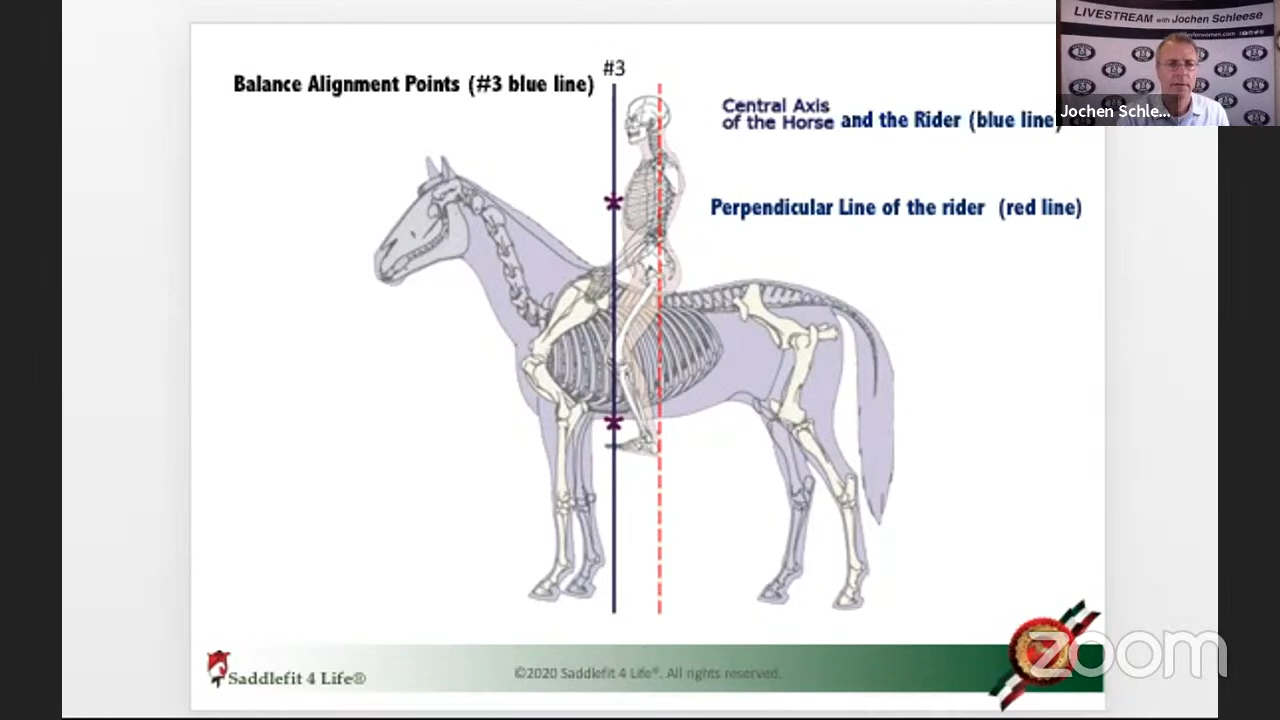 LIVESTREAM with Jochen Schleese
Jochen Schle...
#3
Balance Alignment Points (#3 blue line)
Central Axis
of the Horse and the Rider (blue line)
Perpendicular Line of the rider (red line)
Saddlefit 4 Life®
©2020 Saddlefit 4 Life®. All rights reserved.
zoom